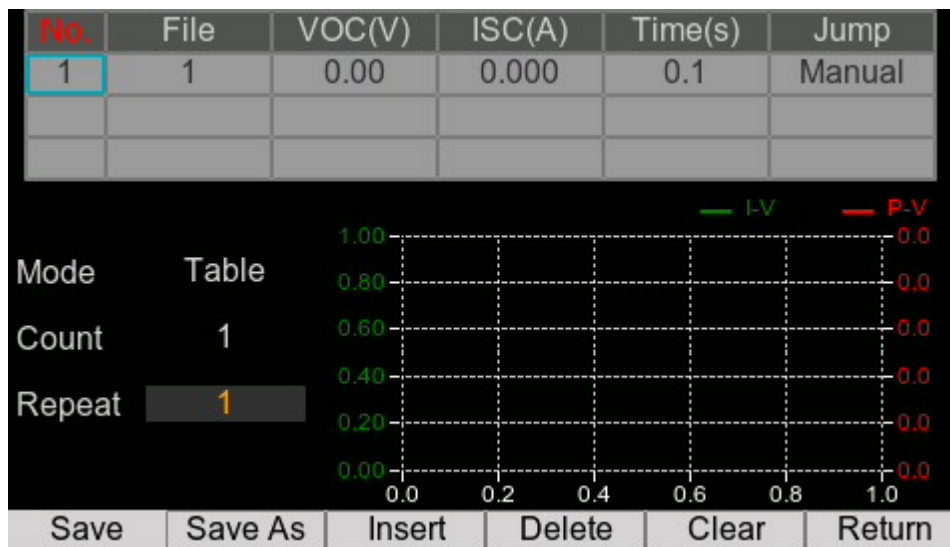 No. File VOC(V) ISC(A) Time(s) Jump
1 1 0.00 0.000 0.1 Manual
I-V P-V
1.00 0.0
Mode Table
0.80 0.0
Count 1
0.60 0.0
0.40 0.0
Repeat 1
0.20 0.0
0.00 0.0
0.0 0.2 0.4 0.6 0.8 1.0
Save Save As Insert Delete Clear Return